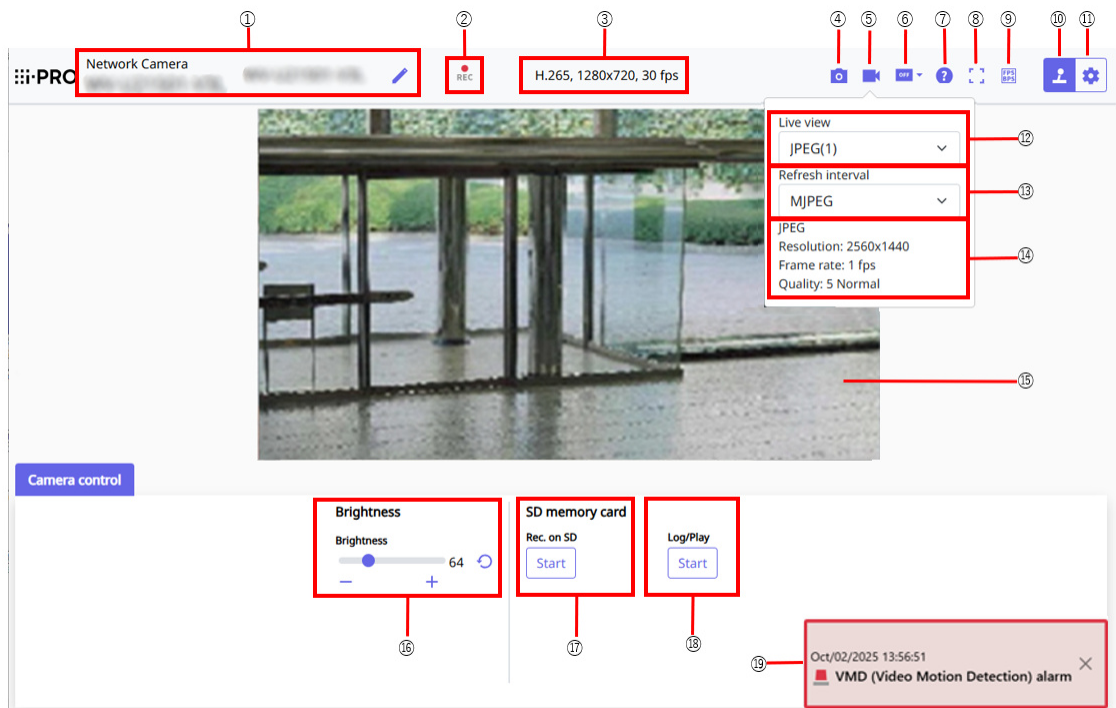 ① ② ③ ④ ⑤ ⑥ ⑦ ⑧ ⑨ ⑩ ⑪
i-PRO
Network Camera
REC
H.265, 1280x720, 30 fps
OFF
FPS
BPS
Live view
JPEG(1)
⑫
Refresh interval
MJPEG
⑬
JPEG
Resolution: 2560x1440
Frame rate: 1 fps
Quality: 5 Normal
⑭
⑮
Camera control
Brightness
Brightness
64
SD memory card
Rec. on SD
Start
Log/Play
Start
⑯
⑰
⑱
⑲
Oct/02/2025 13:56:51
VMD (Video Motion Detection) alarm